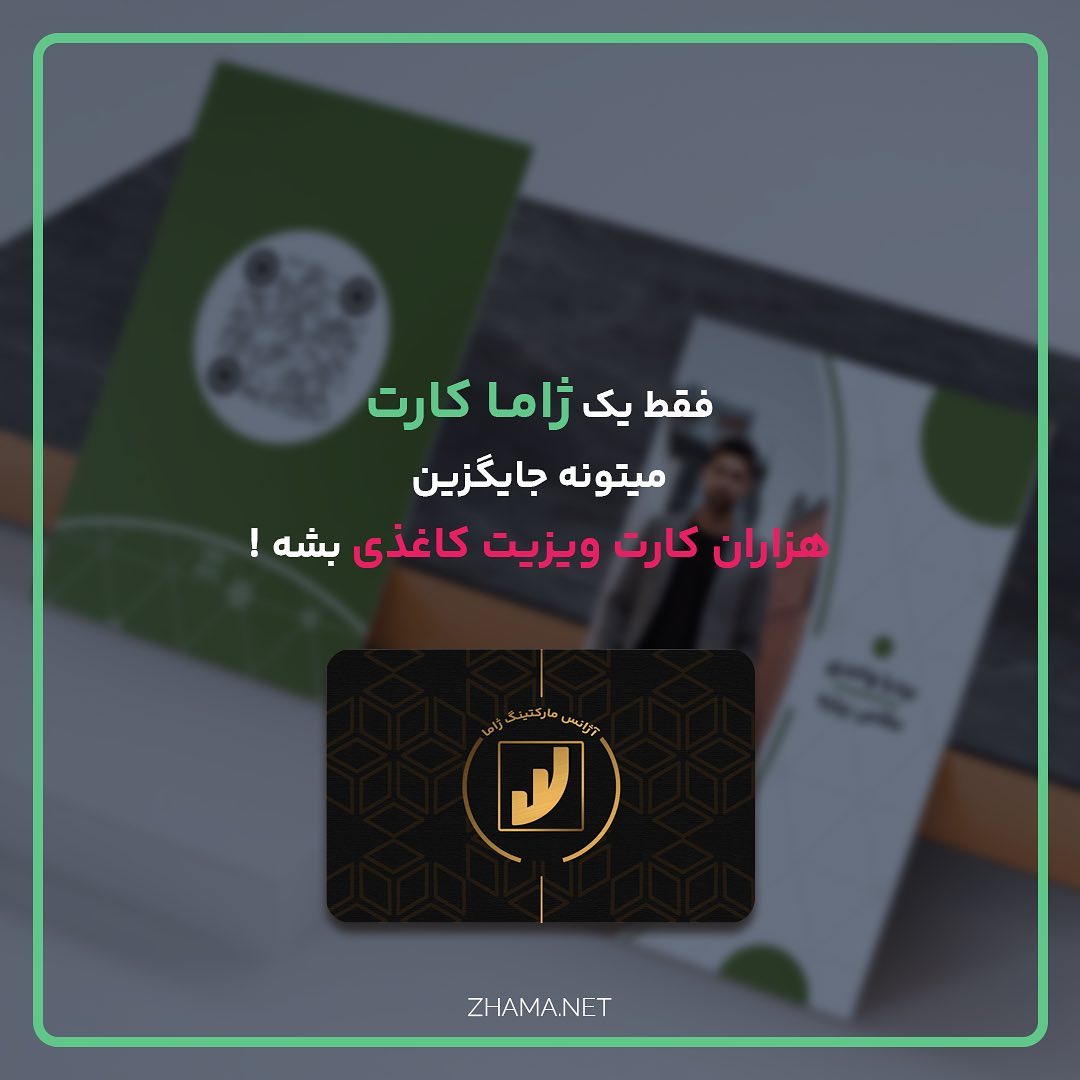 فقط یک ژاما کارت
میتونه جایگزین
هزاران کارت ویزیت کاغذی بشه !
آژانس مارکتینگ ژاما
ZHAMA.NET